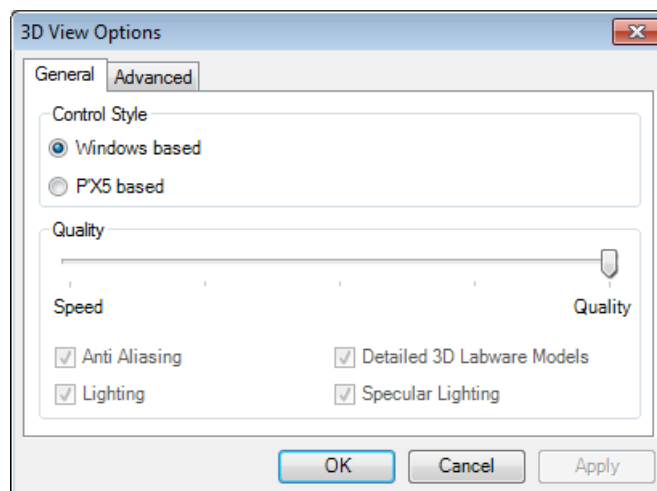 3D View Options
General Advanced
Control Style
Windows based
P'X5 based
Quality
Speed Quality
Anti Aliasing Detailed 3D Labware Models
Lighting Specular Lighting
OK Cancel Apply